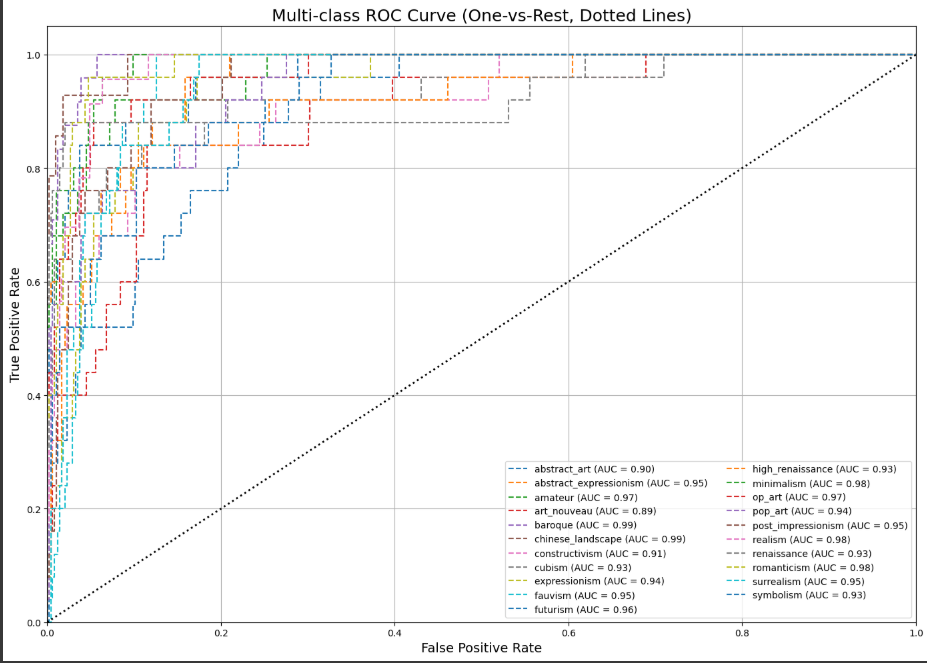 Multi-class ROC Curve (One-vs-Rest, Dotted Lines)
True Positive Rate
1.0
0.8
0.6
0.4
0.2
0.0
0.0 0.2 0.4 0.6 0.8 1.0
False Positive Rate
abstract_art (AUC = 0.90)
abstract_expressionism (AUC = 0.95)
amateur (AUC = 0.97)
art_nouveau (AUC = 0.89)
baroque (AUC = 0.99)
chinese_landscape (AUC = 0.99)
constructivism (AUC = 0.91)
cubism (AUC = 0.93)
expressionism (AUC = 0.94)
fauvism (AUC = 0.95)
futurism (AUC = 0.96)
high_renaissance (AUC = 0.93)
minimalism (AUC = 0.98)
op_art (AUC = 0.97)
pop_art (AUC = 0.94)
post_impressionism (AUC = 0.95)
realism (AUC = 0.98)
renaissance (AUC = 0.93)
romanticism (AUC = 0.98)
surrealism (AUC = 0.95)
symbolism (AUC = 0.93)